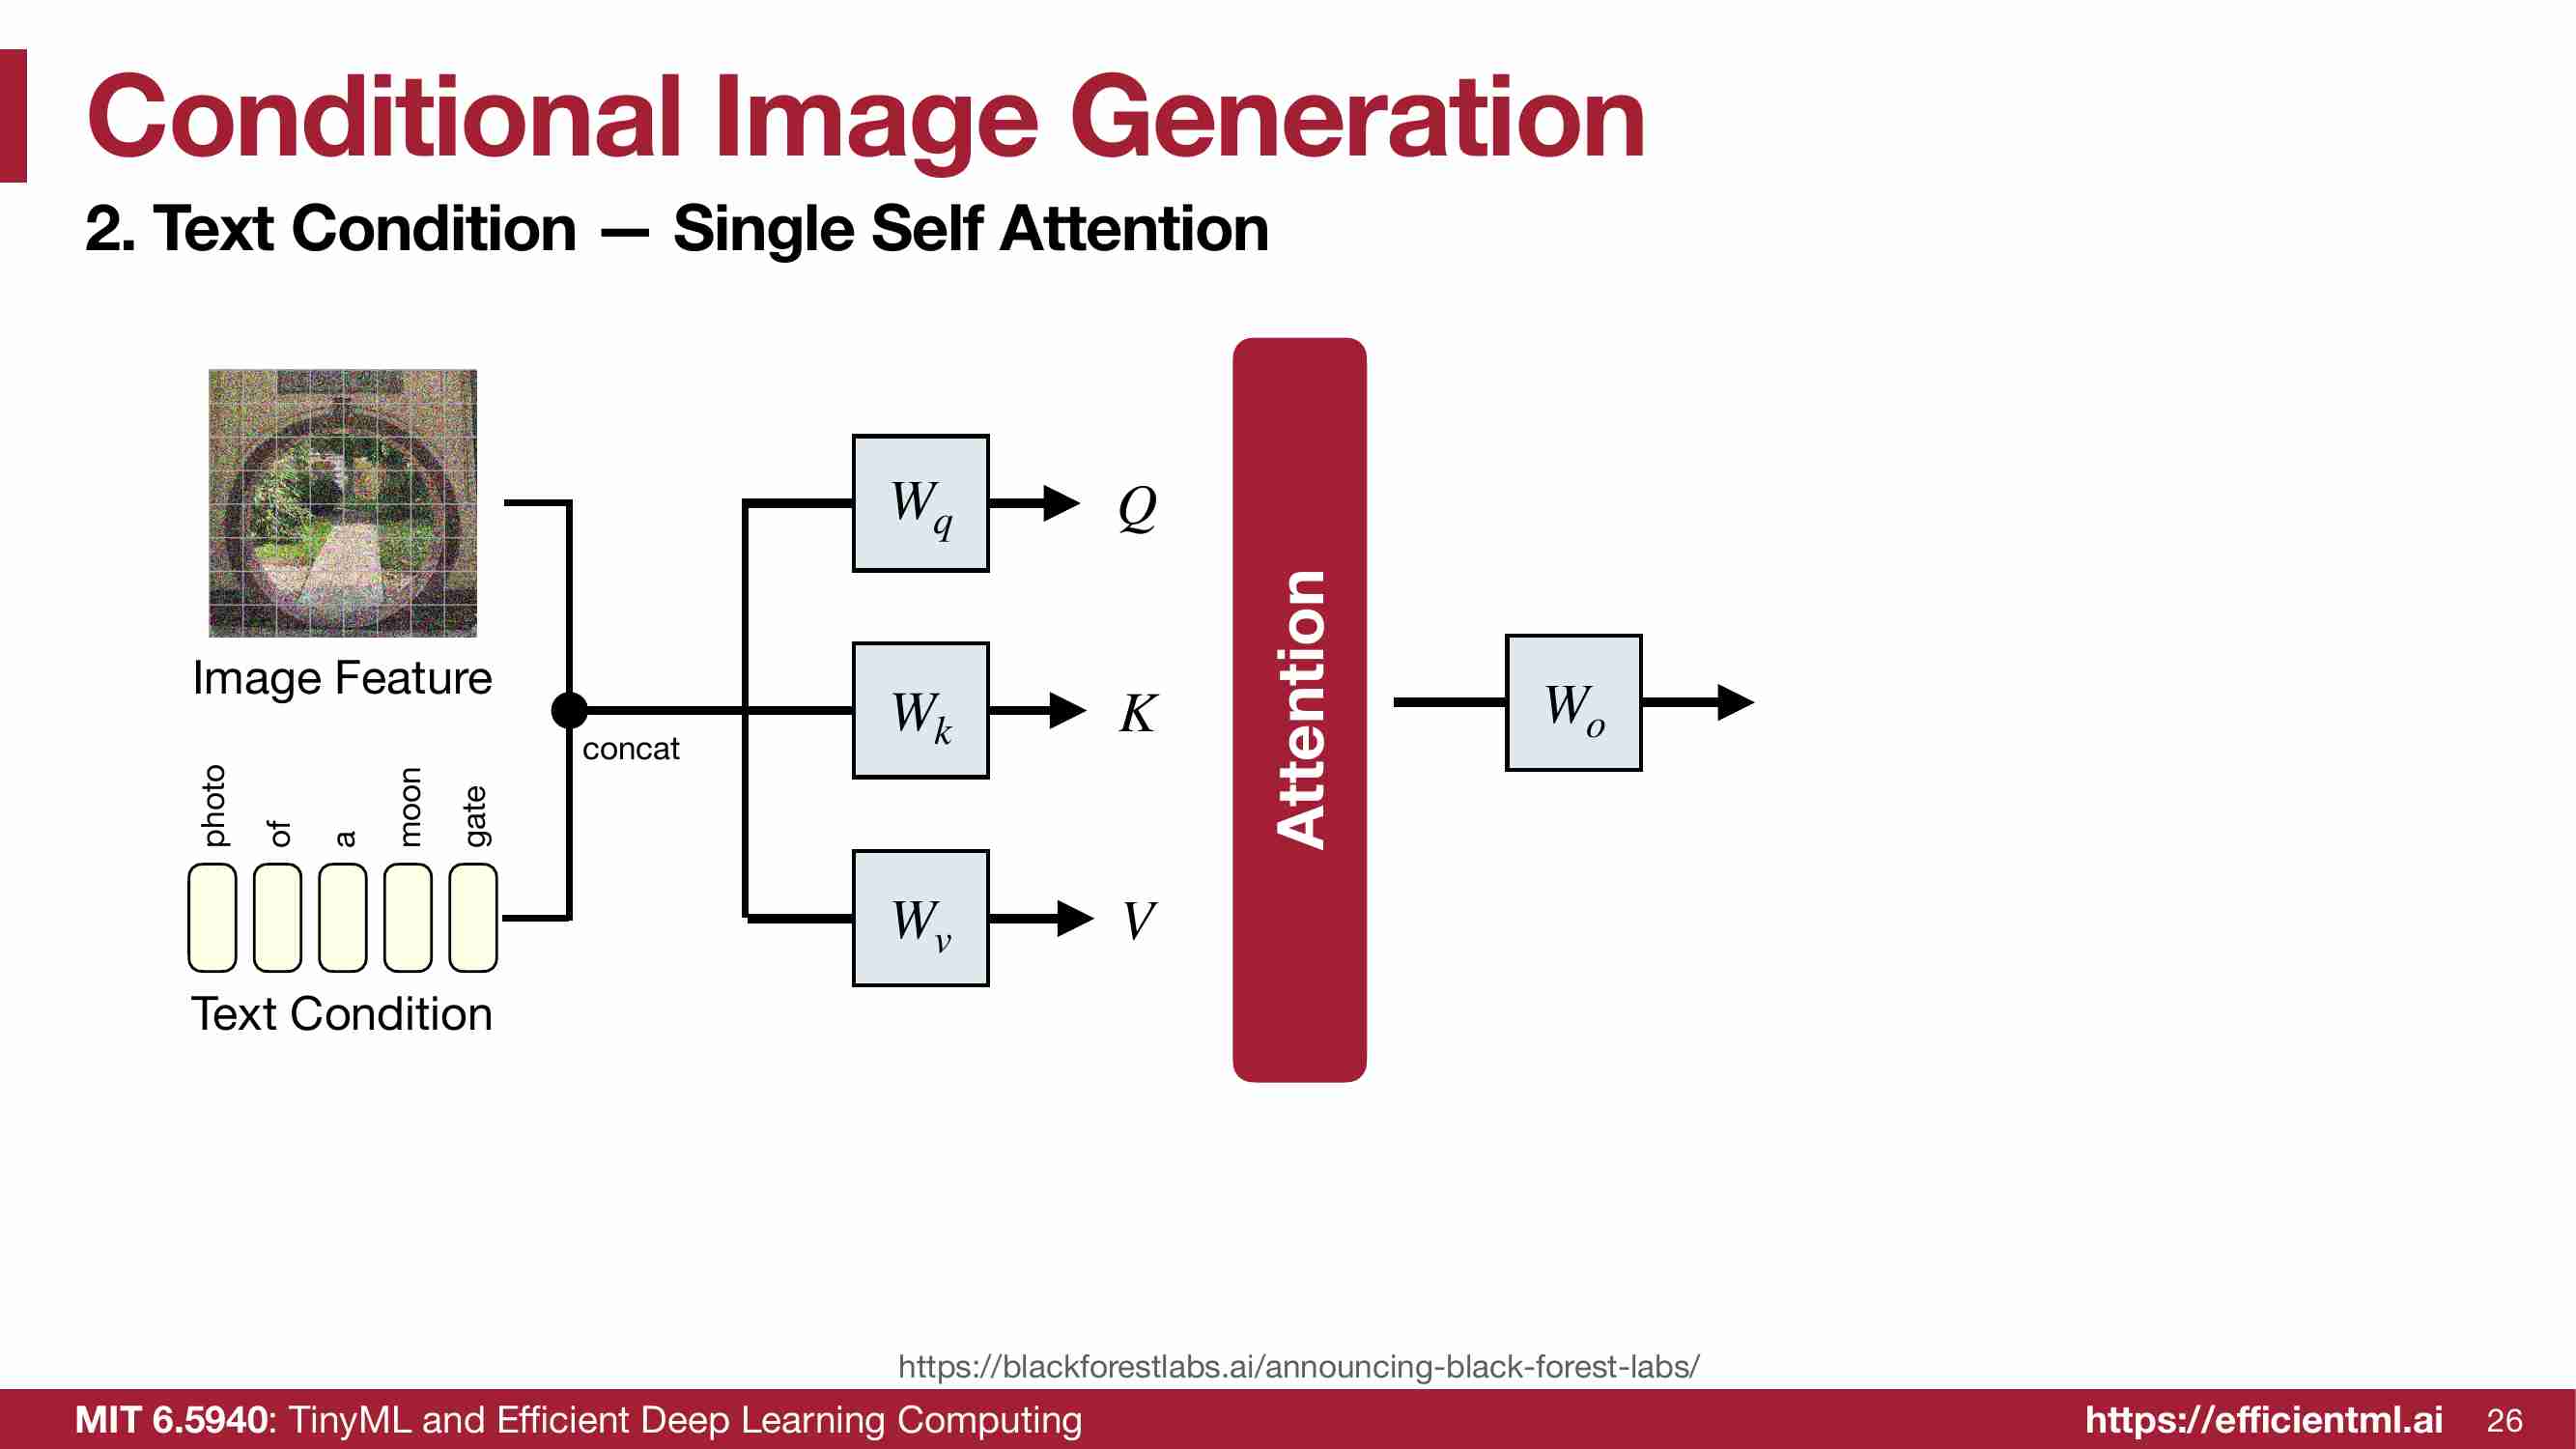 Conditional Image Generation
2. Text Condition — Single Self Attention
Image Feature
photo of a moon gate
Text Condition
concat
W_q Q
W_k K
W_v V
Attention
W_o
https://blackforestlabs.ai/announcing-black-forest-labs/
MIT 6.5940: TinyML and Efficient Deep Learning Computing
https://efficientml.ai 26